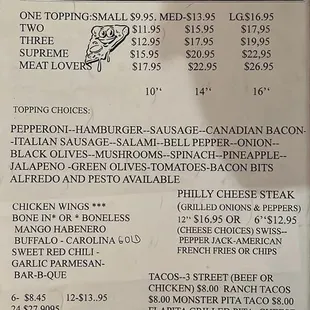 ONE TOPPING:SMALL $9.95, MED-$13.95 LG.$16.95
TWO $11.95 $15.95 $17,95
THREE $12.95 $17.95 $19,95
SUPREME $15.95 $20.95 $22,95
MEAT LOVERS $17.95 $22.95 $26.95
10" 14" 16"
TOPPING CHOICES:
PEPPERONI--HAMBURGER--SAUSAGE--CANADIAN BACON-
-ITALIAN SAUSAGE--SALAMI--BELL PEPPER--ONION--
BLACK OLIVES--MUSHROOMS--SPINACH--PINEAPPLE--
JALAPENO -GREEN OLIVES-TOMATOES-BACON BITS
ALFREDO AND PESTO AVAILABLE
CHICKEN WINGS ***
BONE IN* OR * BONELESS
MANGO HABENERO
BUFFALO - CAROLINA GOLD
SWEET RED CHILI -
GARLIC PARMESAN-
BAR-B-QUE
6- $8.45 12-$13..95
PHILLY CHEESE STEAK
(GRILLED ONIONS & PEPPERS)
12" $16.95 OR 6"$12.95
(CHEESE CHOICES) SWISS--
PEPPER JACK-AMERICAN
FRENCH FRIES OR CHIPS
TACOS--3 STREET (BEEF OR
CHICKEN) $8.00 RANCH TACOS
$8.00 MONSTER PITA TACO $8.00